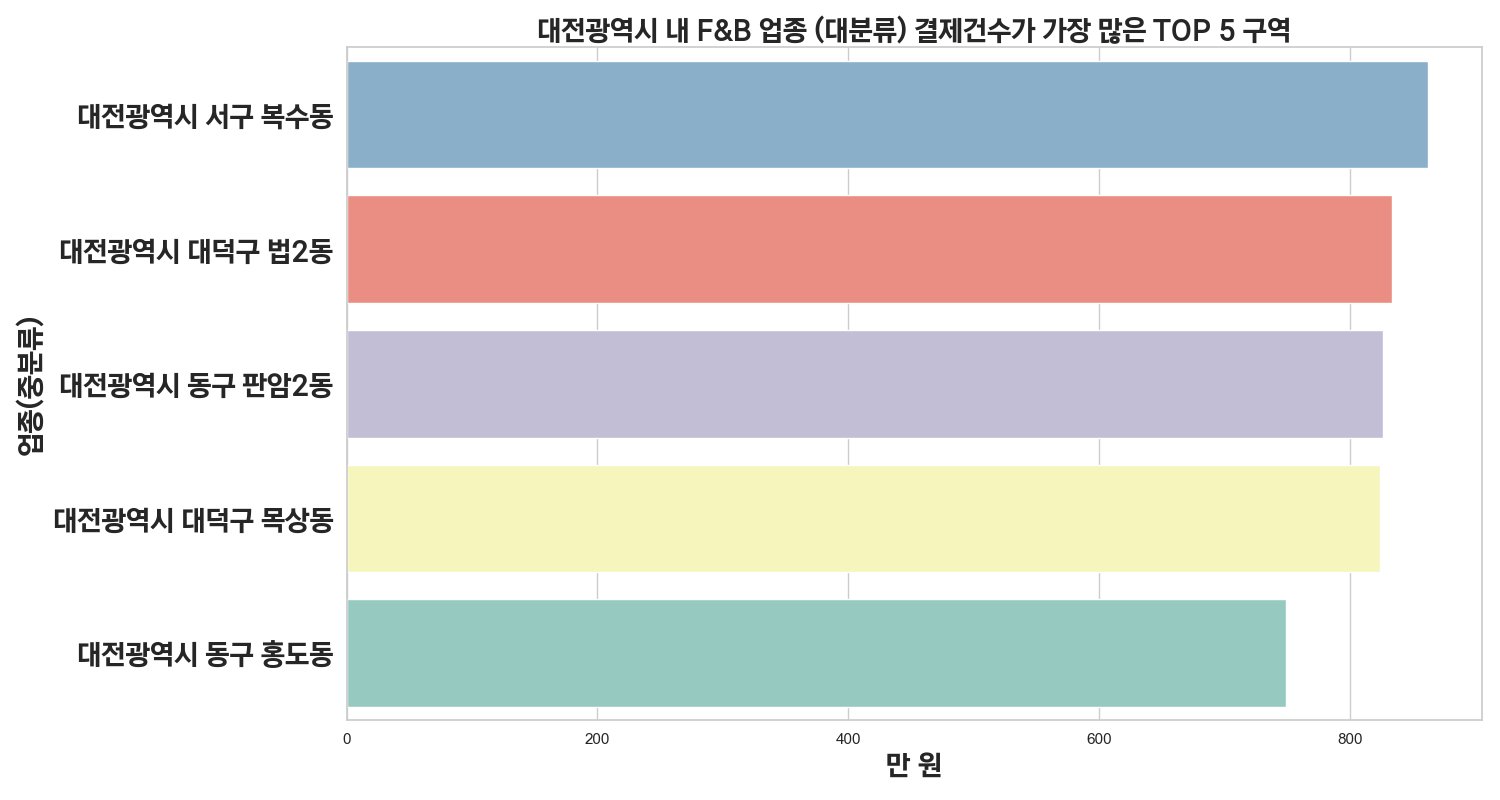 대전광역시 내 F&B 업종 (대분류) 결제건수가 가장 많은 TOP 5 구역
업종(중분류)
대전광역시 서구 복수동
대전광역시 대덕구 법2동
대전광역시 동구 판암2동
대전광역시 대덕구 목상동
대전광역시 동구 홍도동
0 200 400 600 800
만 원